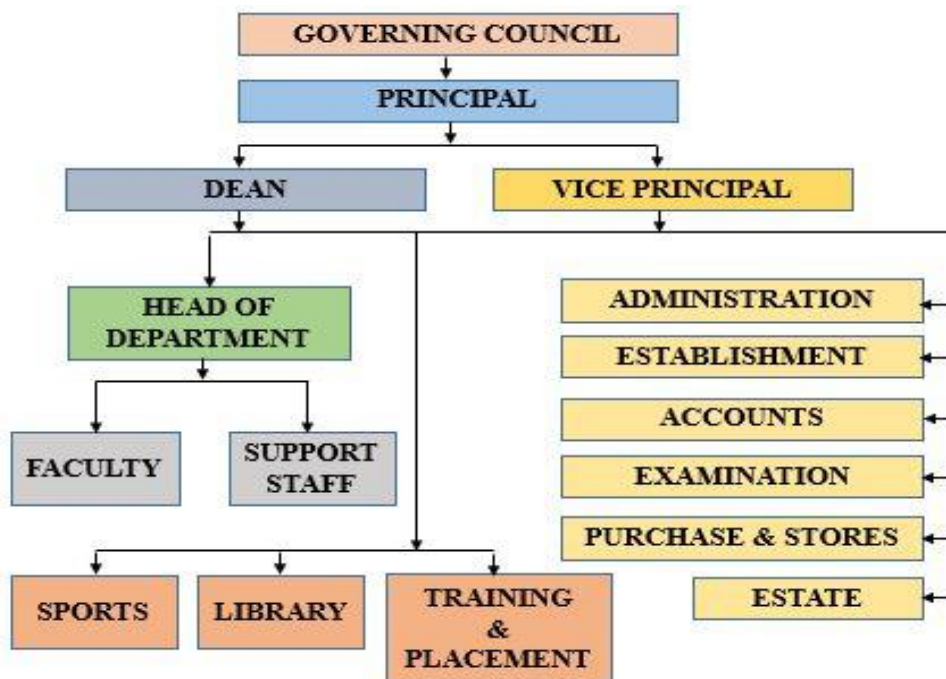 GOVERNING COUNCIL
PRINCIPAL
DEAN
VICE PRINCIPAL
HEAD OF
DEPARTMENT
FACULTY
SUPPORT
STAFF
ADMINISTRATION
ESTABLISHMENT
ACCOUNTS
EXAMINATION
PURCHASE & STORES
ESTATE
SPORTS
LIBRARY
TRAINING
&
PLACEMENT